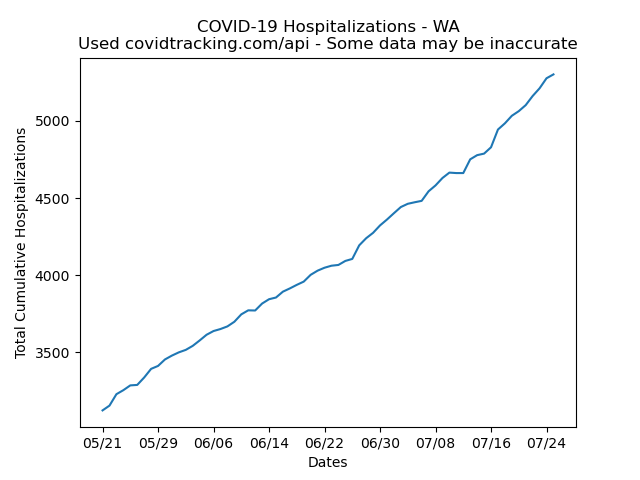 COVID-19 Hospitalizations - WA
Used covidtracking.com/api - Some data may be inaccurate
Total Cumulative Hospitalizations
5000
4500
4000
3500
05/21 05/29 06/06 06/14 06/22 06/30 07/08 07/16 07/24
Dates